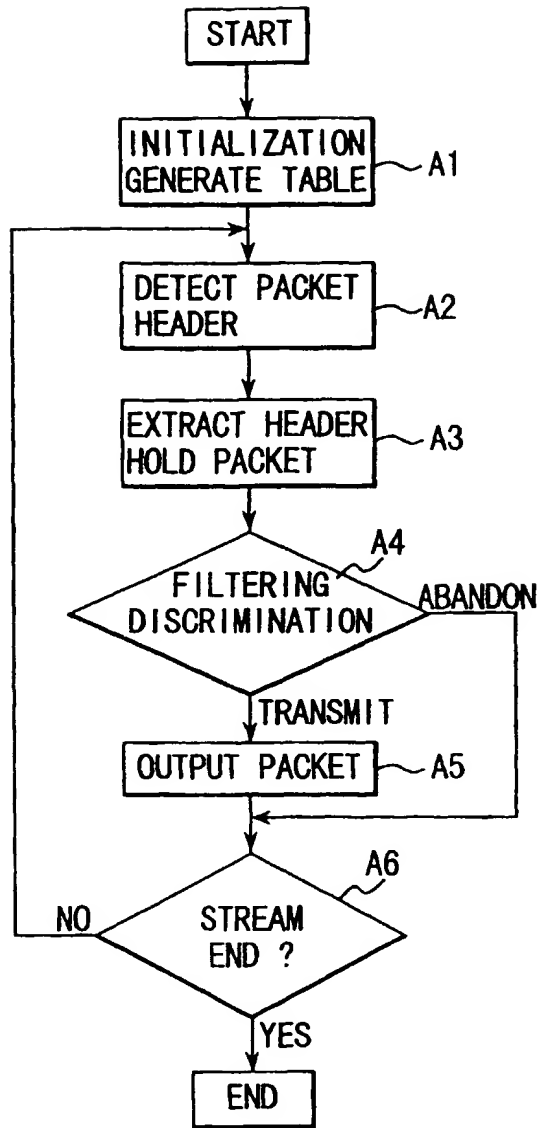 START
INITIALIZATION
GENERATE TABLE
A1
DETECT PACKET
HEADER
A2
EXTRACT HEADER
HOLD PACKET
A3
A4
FILTERING
DISCRIMINATION
ABANDON
TRANSMIT
OUTPUT PACKET
A5
A6
STREAM
END ?
NO
YES
END